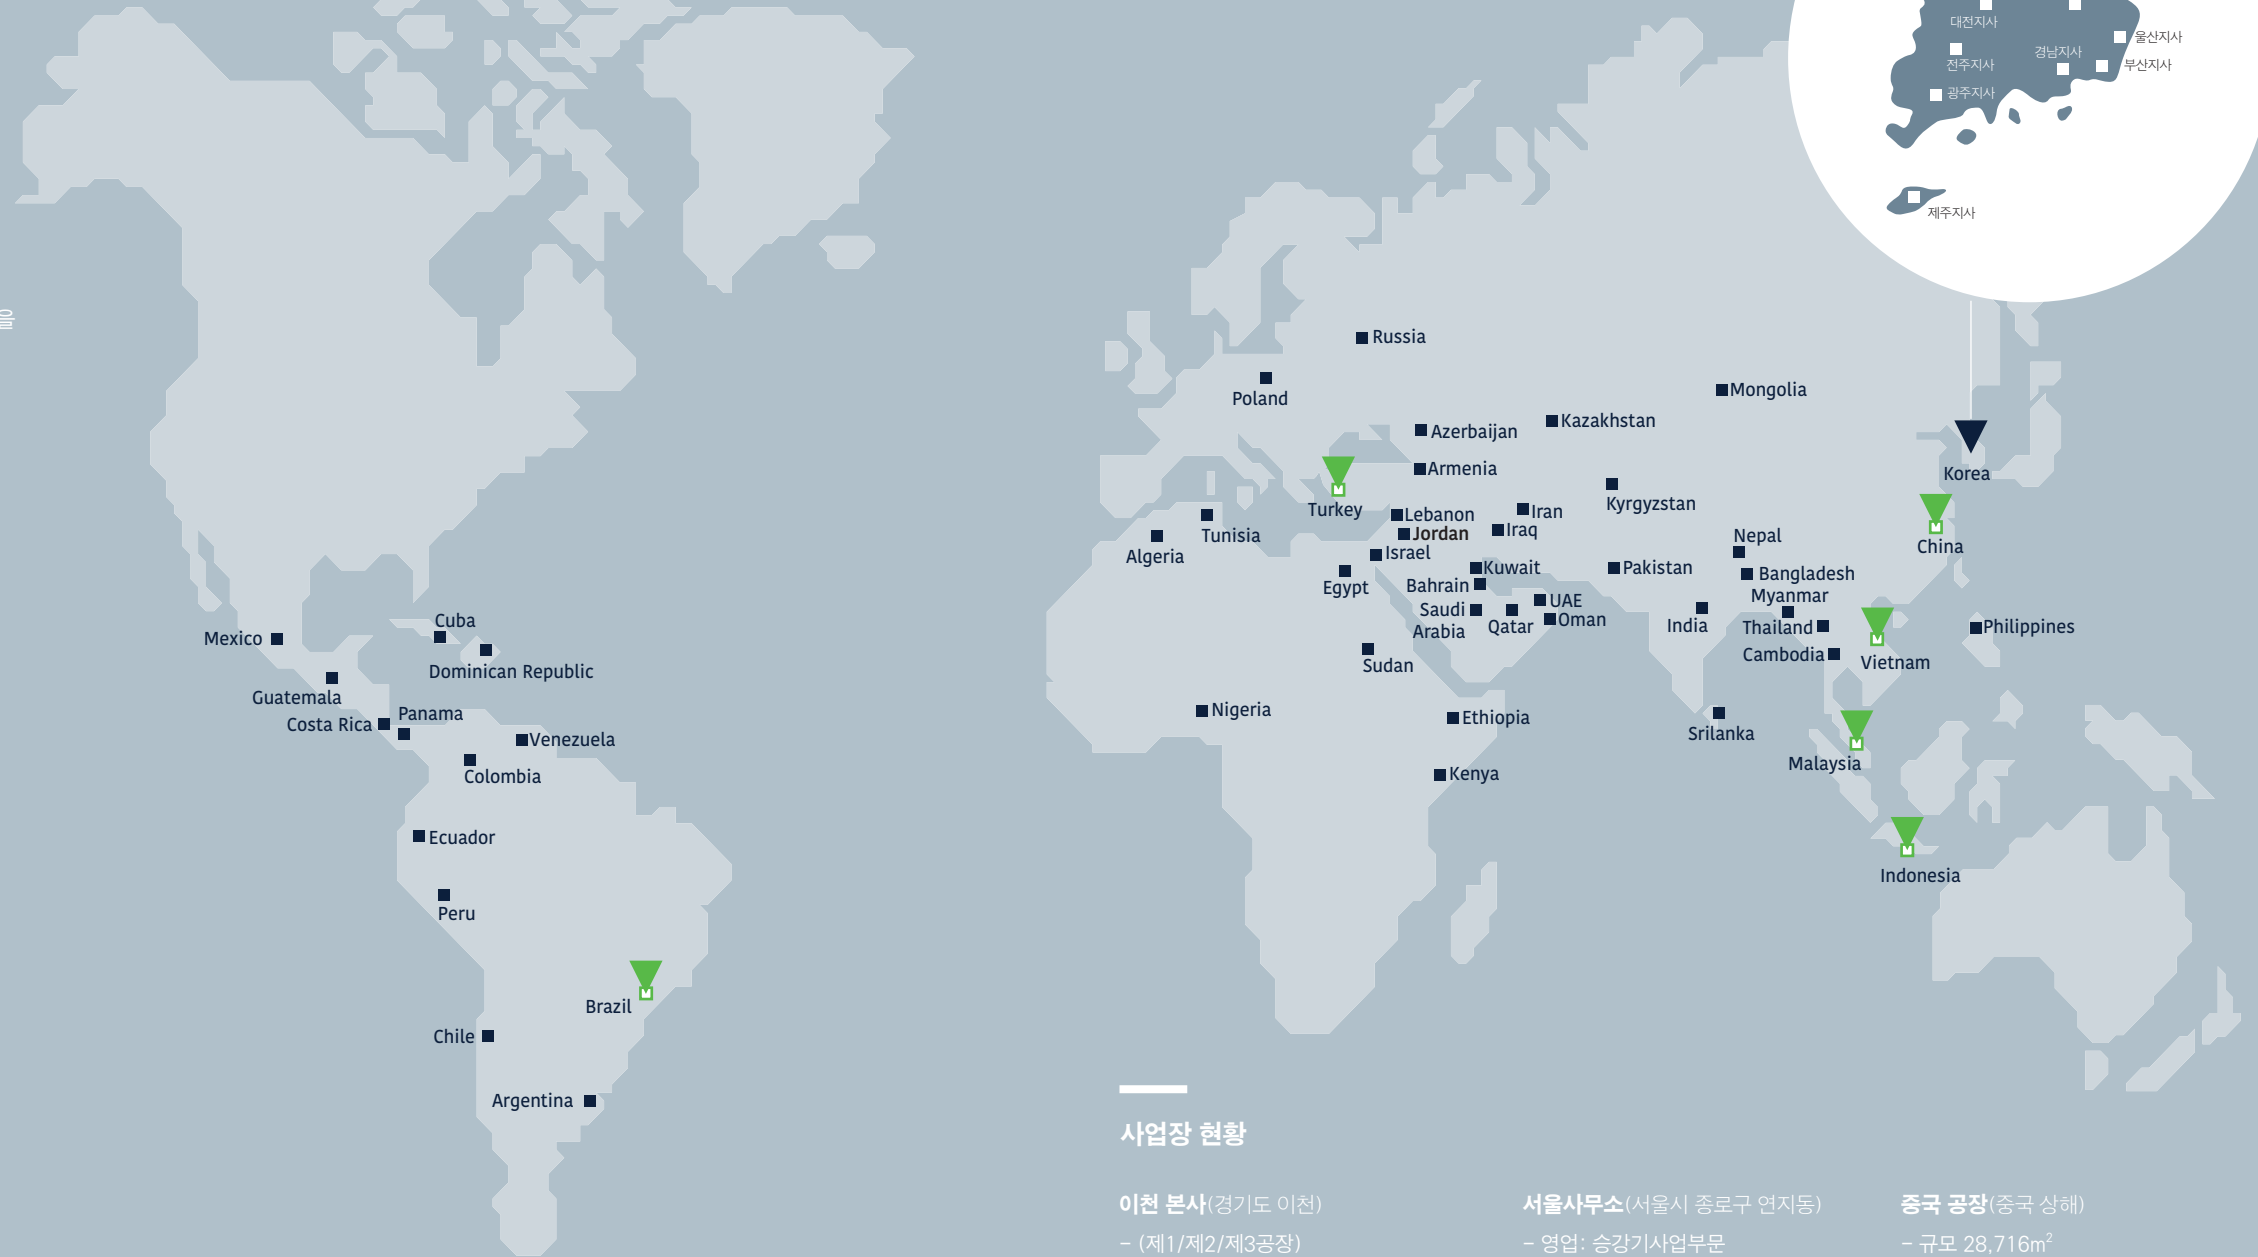 대전지사
울산지사
경남지사
전주지사
부산지사
광주지사
제주지사
을
Russia
Poland
Mongolia
Kazakhstan
Azerbaijan
Armenia
Korea
Kyrgyzstan
Turkey
Lebanon
Iran
Jordan
Iraq
Tunisia
Nepal
China
Algeria
Israel
Kuwait
Pakistan
Bangladesh
Egypt
Bahrain
Myanmar
UAE
Saudi
Arabia
Qatar
Oman
India
Thailand
Philippines
Cambodia
Vietnam
Cuba
Mexico
Dominican Republic
Sudan
Guatemala
Panama
Costa Rica
Nigeria
Ethiopia
Srilanka
Venezuela
Malaysia
Colombia
Kenya
Ecuador
Indonesia
Peru
Brazil
Chile
Argentina
사업장 현황
이천 본사(경기도 이천)
- (제1/제2/제3공장)
서울사무소(서울시 종로구 연지동)
- 영업: 승강기사업부문
중국 공장(중국 상해)
- 규모 28,716m²